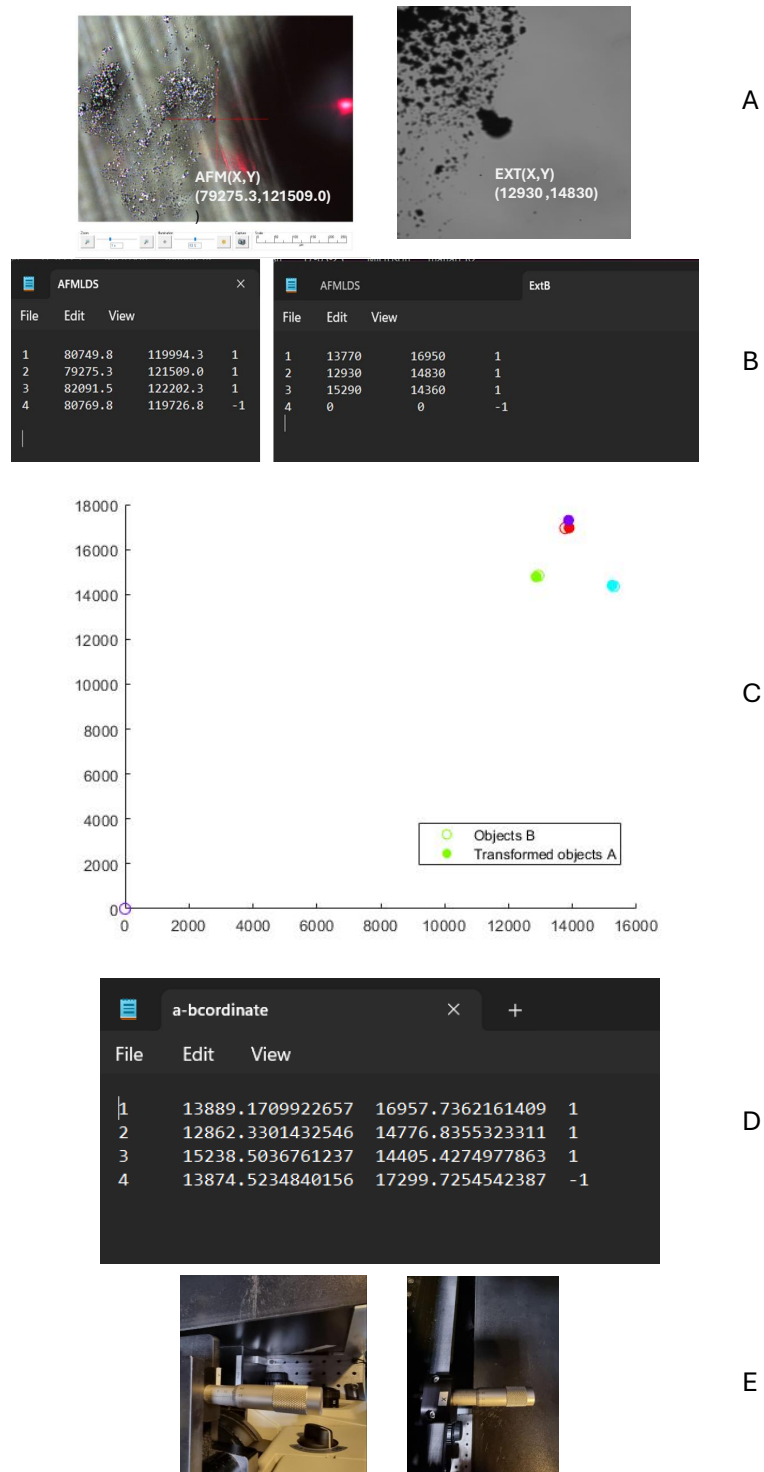 A
AFM(X,Y)
(79275.3,121509.0)
)
EXT(X,Y)
(12930 ,14830)
Zoom
Illumination
Capture
Scale
B
AFMLDS ×
File Edit View
1 80749.8 119994.3 1
2 79275.3 121509.0 1
3 82091.5 122202.3 1
4 80769.8 119726.8 -1
AFMLDS ExtB
File Edit View
1 13770 16950 1
2 12930 14830 1
3 15290 14360 1
4 0 0 -1
C
18000
16000
14000
12000
10000
8000
6000
4000
2000
0
0 2000 4000 6000 8000 10000 12000 14000 16000
Objects B
Transformed objects A
D
a-bcordinate × +
File Edit View
1 13889.1709922657 16957.7362161409 1
2 12862.3301432546 14776.8355323311 1
3 15238.5036761237 14405.4274977863 1
4 13874.5234840156 17299.7254542387 -1
E